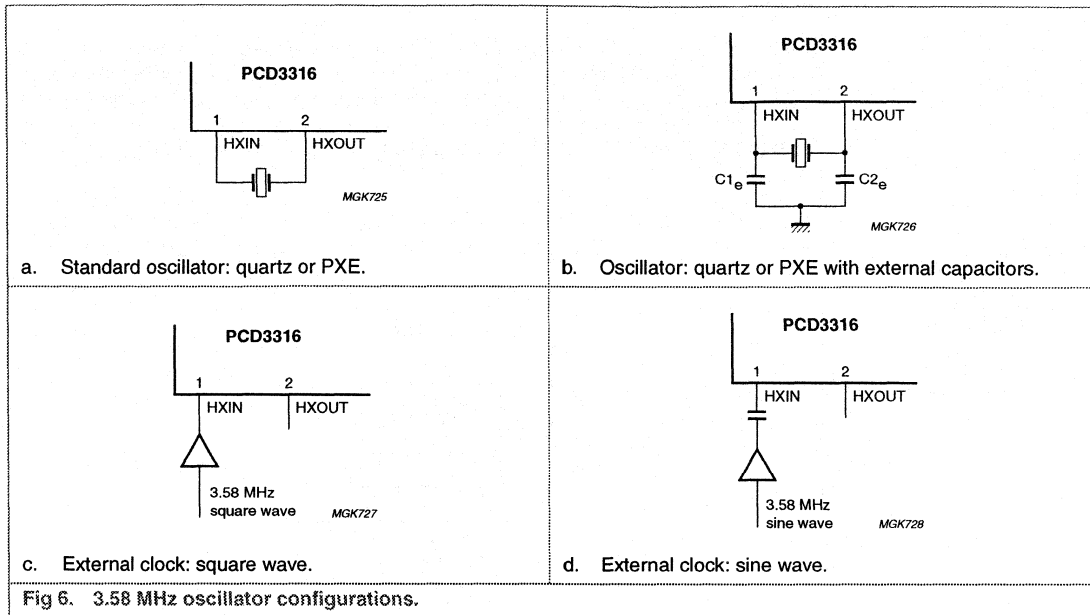 PCD3316
1 2
HXIN HXOUT
MGK725
a. Standard oscillator: quartz or PXE.
PCD3316
1 2
HXIN HXOUT
C1e C2e
MGK726
b. Oscillator: quartz or PXE with external capacitors.
PCD3316
1 2
HXIN HXOUT
3.58 MHz
square wave MGK727
c. External clock: square wave.
PCD3316
1 2
HXIN HXOUT
3.58 MHz
sine wave MGK728
d. External clock: sine wave.
Fig 6. 3.58 MHz oscillator configurations.